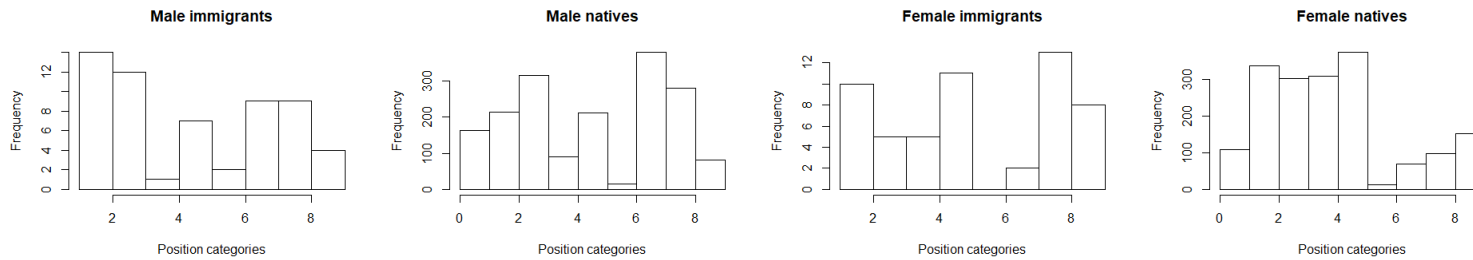 Male immigrants
Frequency
0 2 4 6 8 12
2 4 6 8
Position categories
Male natives
Frequency
0 100 200 300
0 2 4 6 8
Position categories
Female immigrants
Frequency
0 2 4 6 8 12
2 4 6 8
Position categories
Female natives
Frequency
0 100 200 300
0 2 4 6 8
Position categories